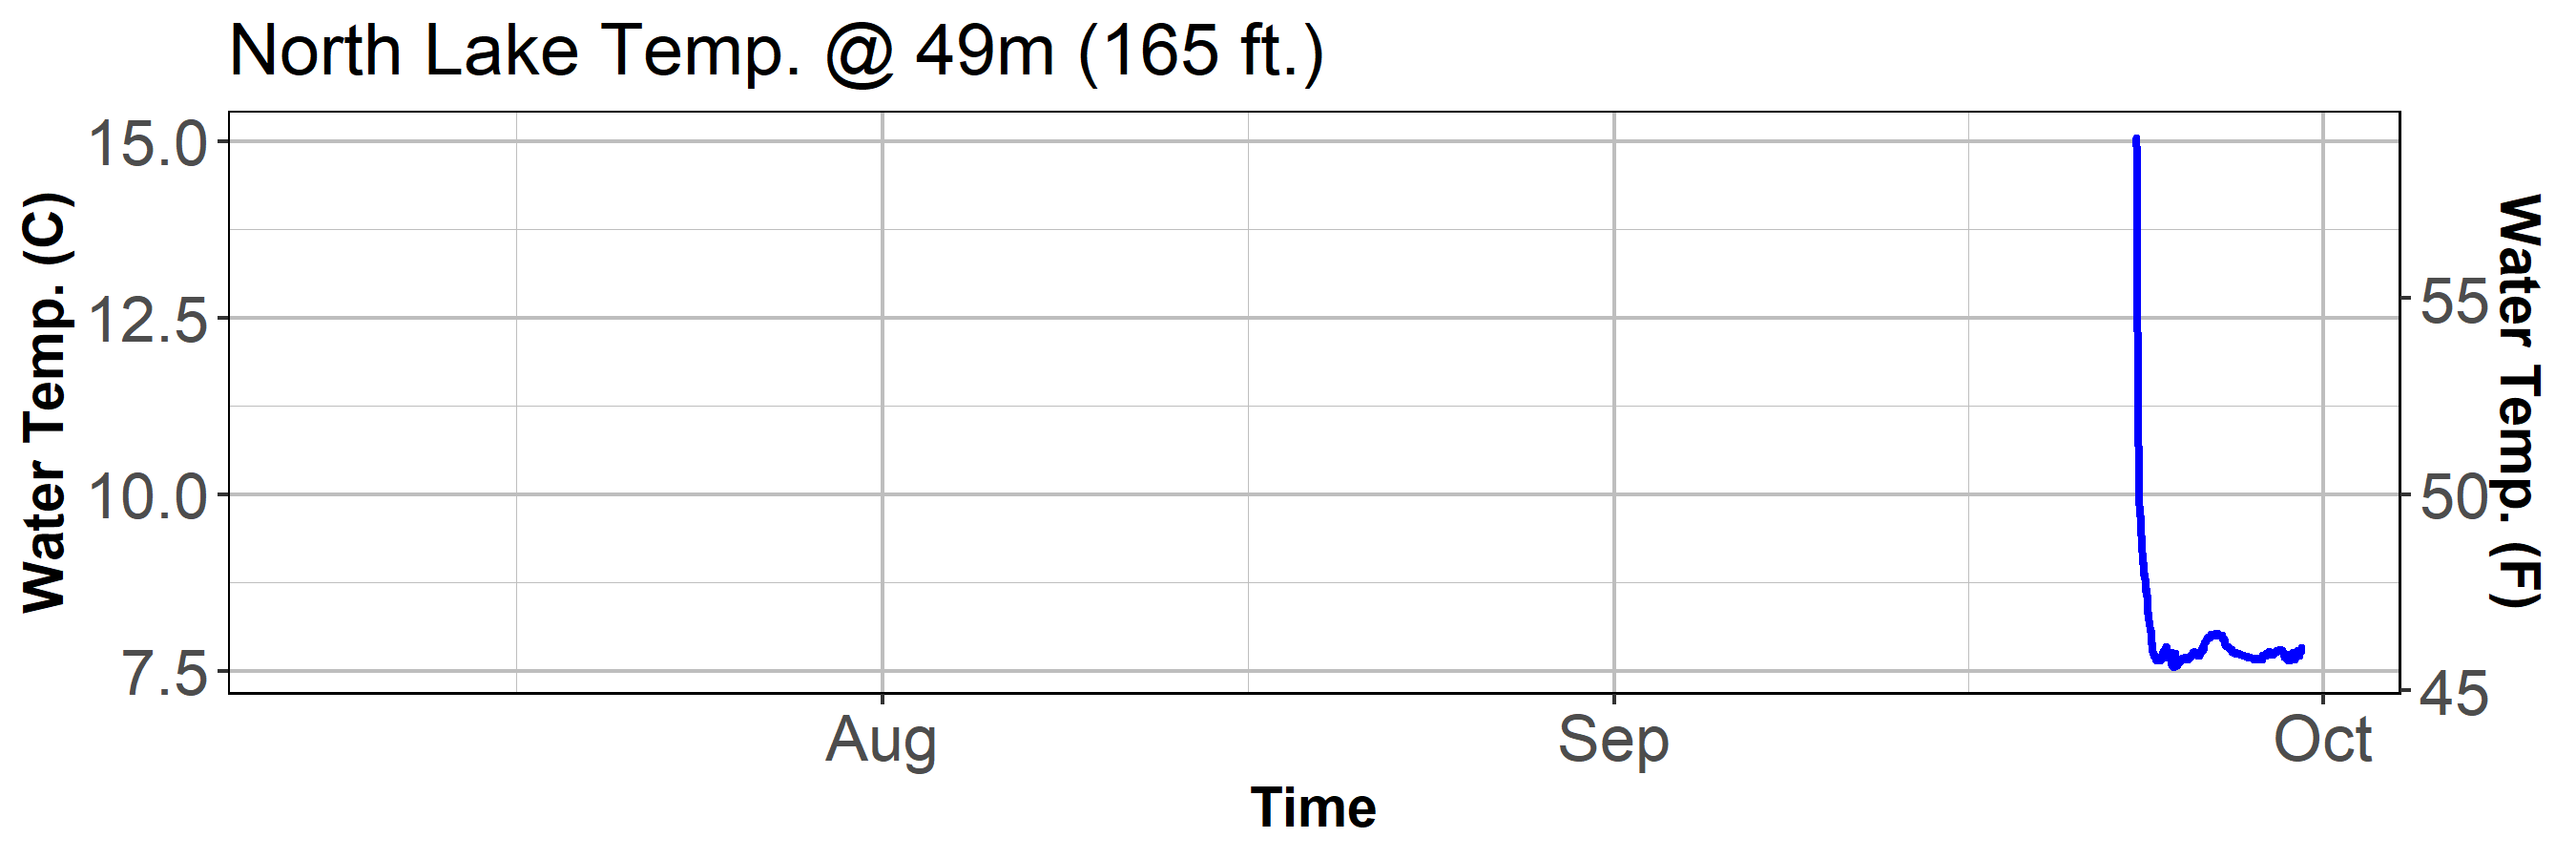 North Lake Temp. @ 49m (165 ft.)
Water Temp. (C)
15.0
12.5
10.0
7.5
55
50
45
Water Temp. (F)
Aug Sep Oct
Time